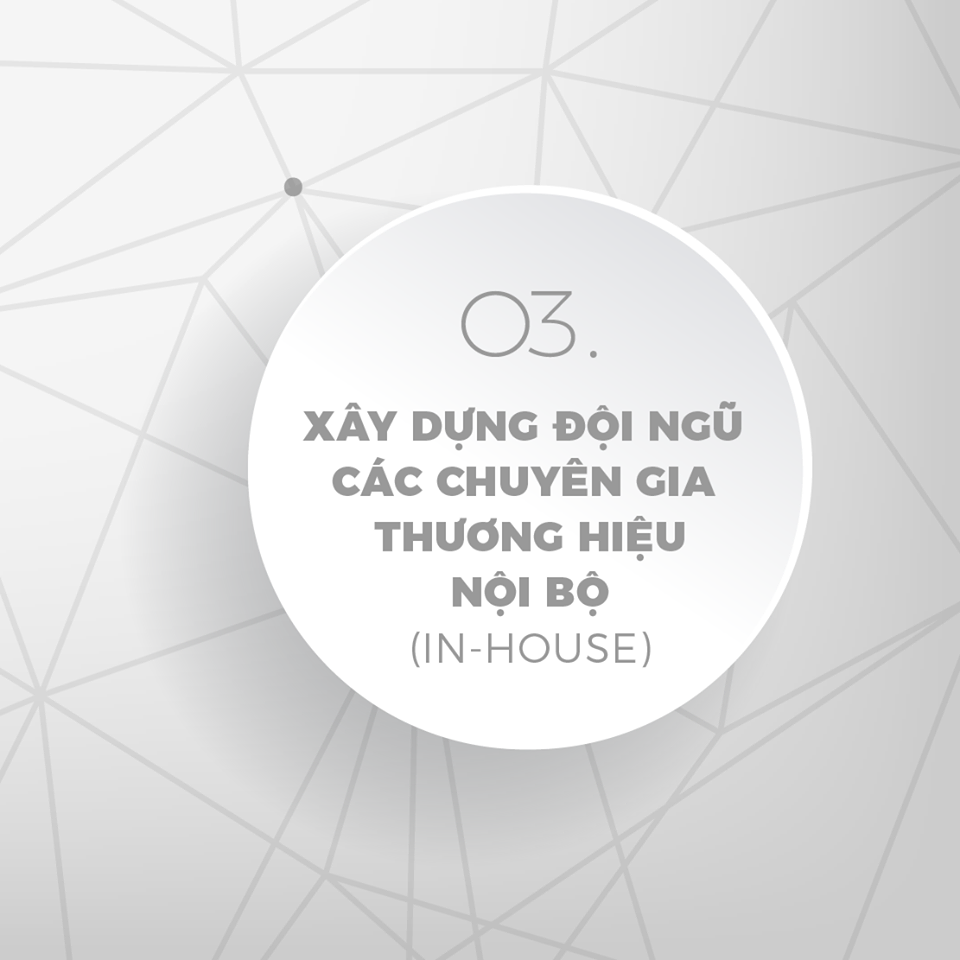 03.
XÂY DỰNG ĐỘI NGŨ
CÁC CHUYÊN GIA
THƯƠNG HIỆU
NỘI BỘ
(IN-HOUSE)